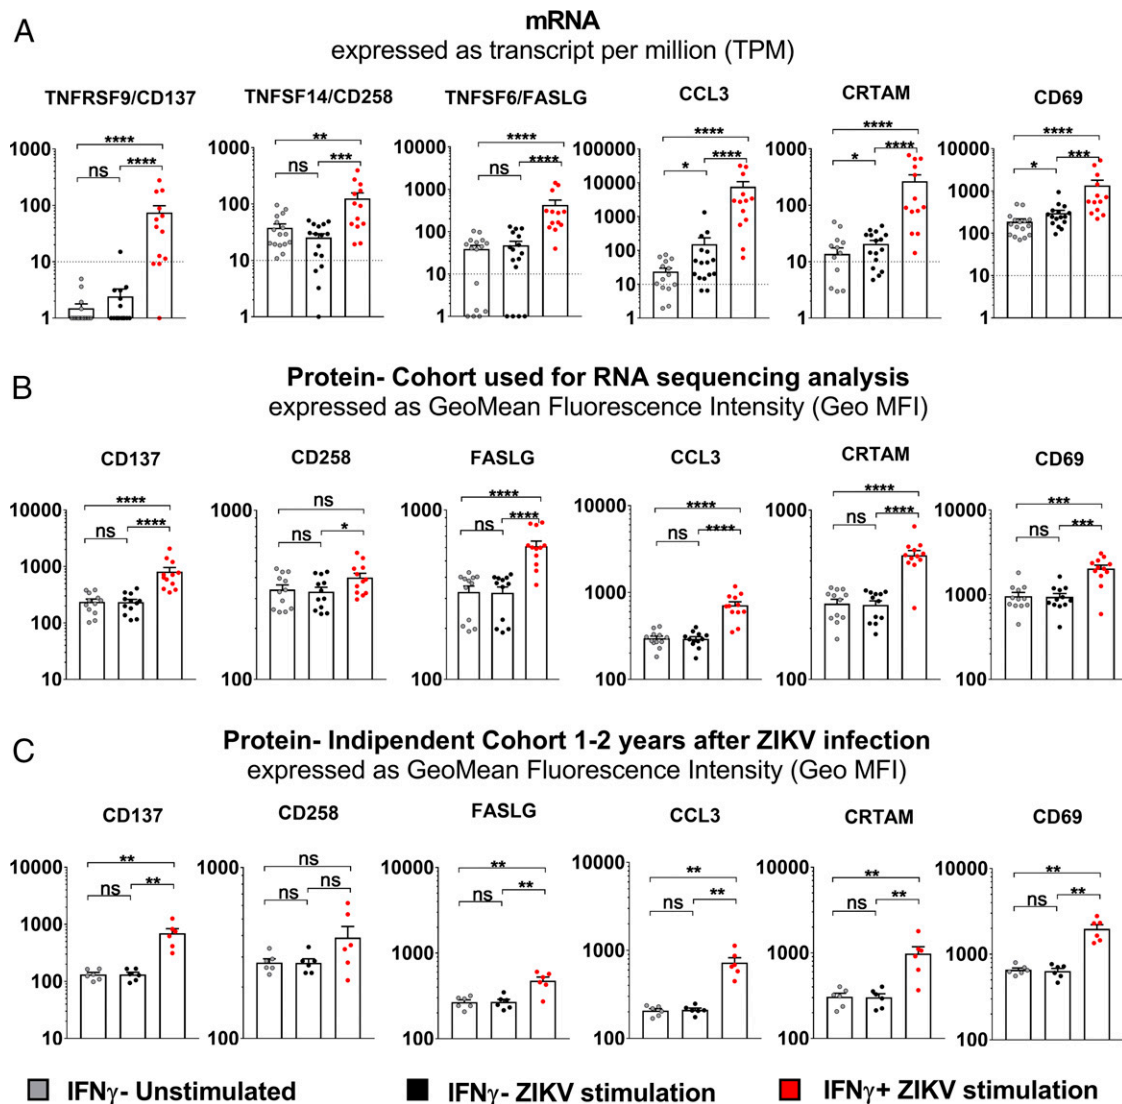 A
mRNA
expressed as transcript per million (TPM)
TNFRSF9/CD137 TNFSF14/CD258 TNFSF6/FASLG CCL3 CRTAM CD69
**** ** **** **** **** ****
ns **** ns *** ns **** * **** * **** * ***
1000 1000 10000 100000 1000 10000
100 100 1000 10000 100 1000
10 10 100 1000 10 100
1 1 10 100 1 10
1 10 1
1
B
Protein- Cohort used for RNA sequencing analysis
expressed as GeoMean Fluorescence Intensity (Geo MFI)
CD137 CD258 FASLG CCL3 CRTAM CD69
**** ns **** **** **** ***
ns **** ns * ns **** ns **** ns **** ns ***
10000 1000 1000 10000 1000 10000
1000 100 100 1000 100 1000
100 100 100
10
C
Protein- Indipendent Cohort 1-2 years after ZIKV infection
expressed as GeoMean Fluorescence Intensity (Geo MFI)
CD137 CD258 FASLG CCL3 CRTAM CD69
** ns ** ** ** **
ns ** ns ns ns ** ns ** ns ** ns **
10000 1000 10000 10000 10000 10000
1000 100 1000 1000 1000 1000
100 100 100 100 100
10
IFNγ- Unstimulated IFNγ- ZIKV stimulation IFNγ+ ZIKV stimulation